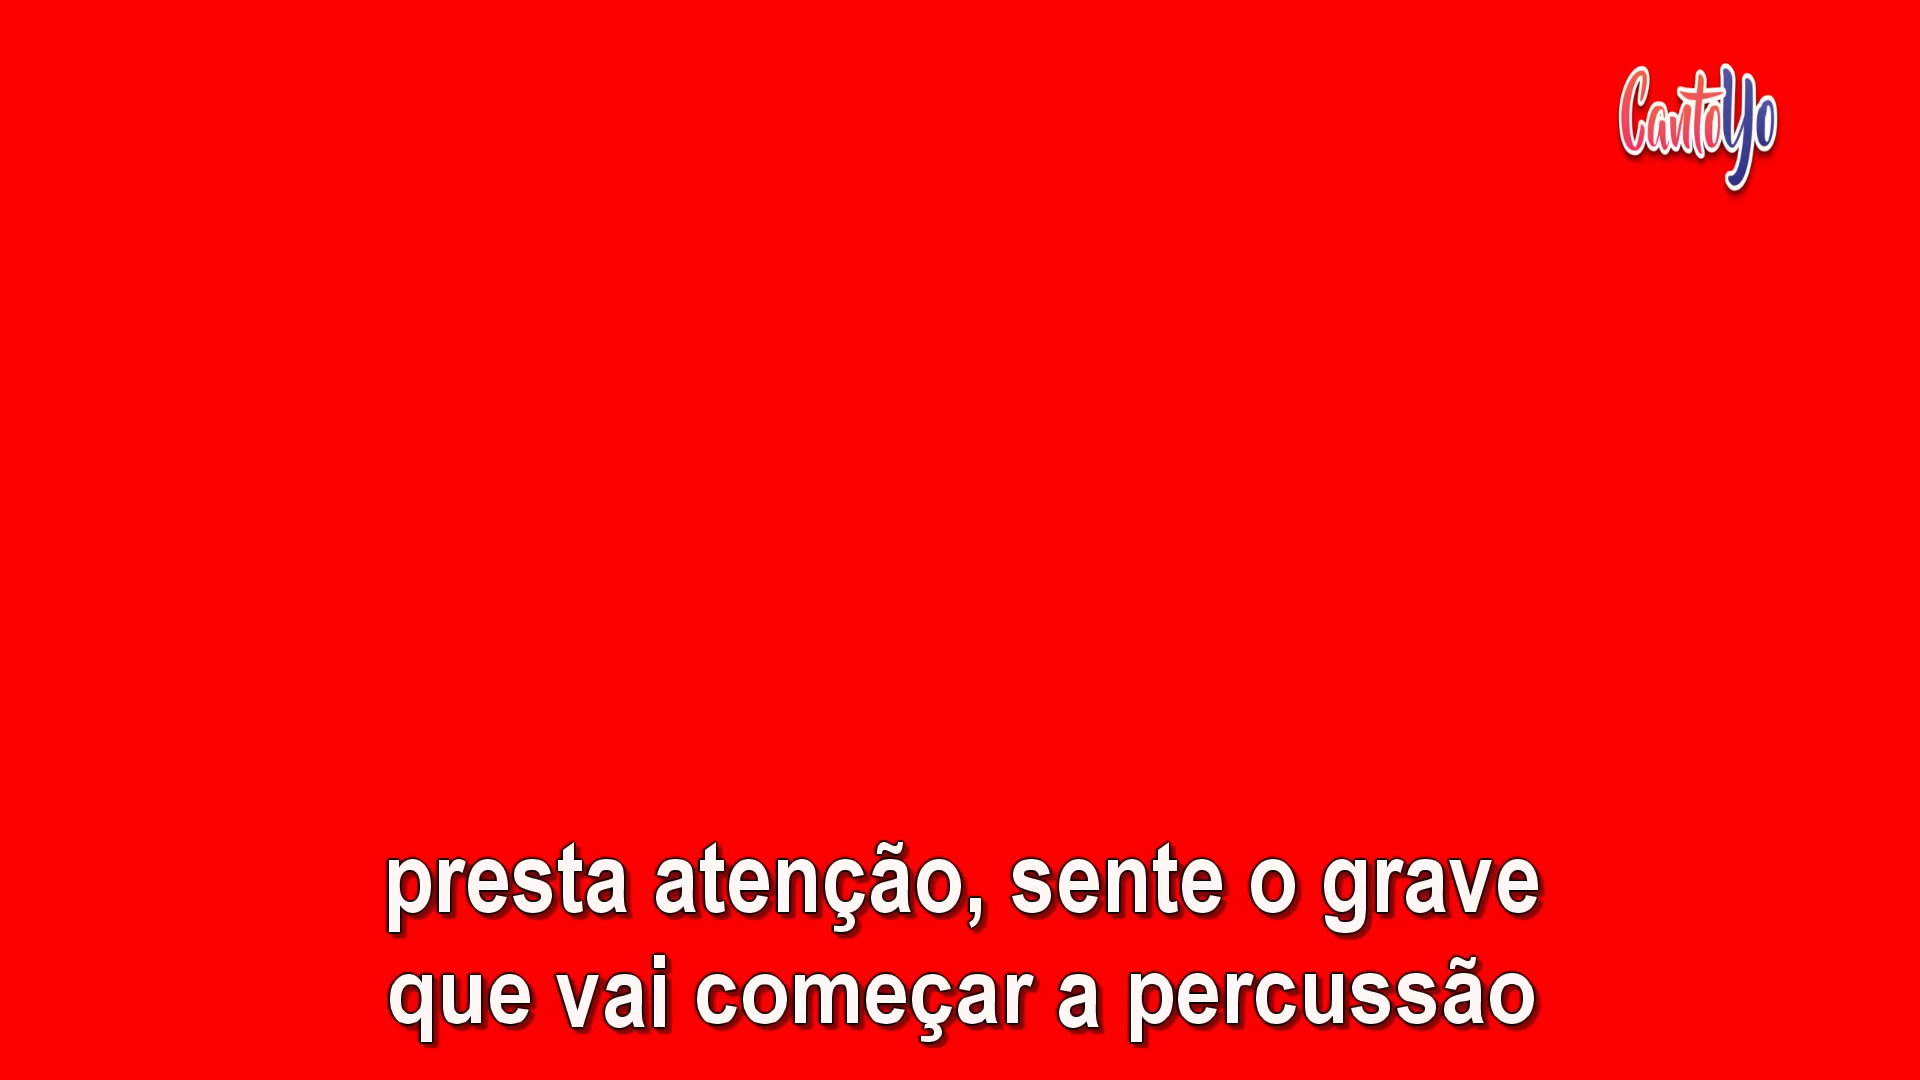 CantoYo
presta atenção, sente o grave
que vai começar a percussão